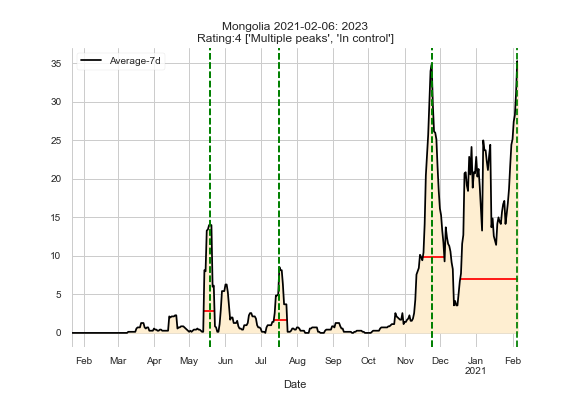 Mongolia 2021-02-06: 2023
Rating:4 ['Multiple peaks', 'In control']
Average-7d
35
30
25
20
15
10
5
0
Feb Mar Apr May Jun Jul Aug Sep Oct Nov Dec Jan Feb
2021
Date